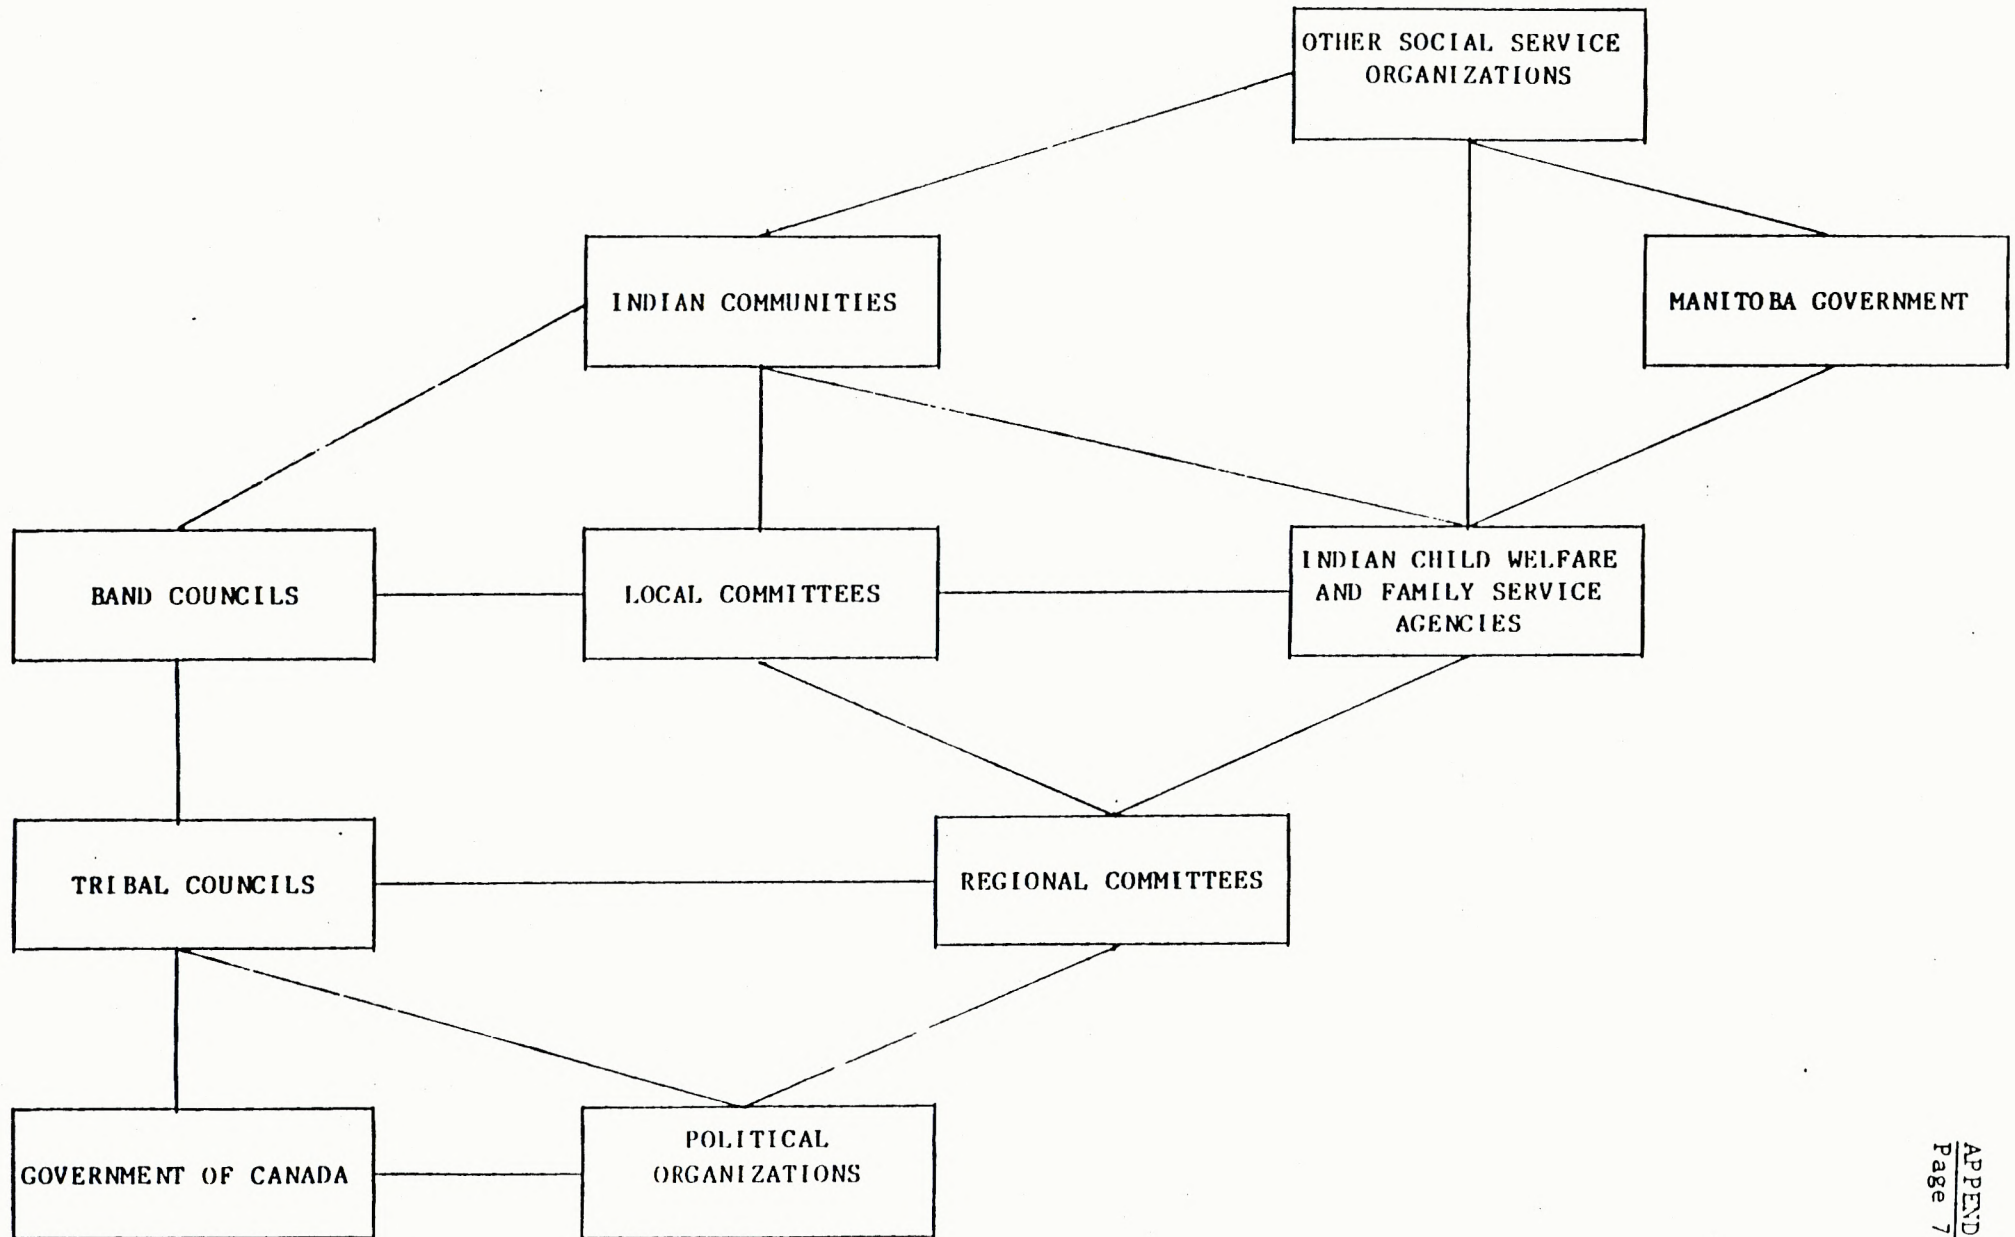 OTHER SOCIAL SERVICE
ORGANIZATIONS
INDIAN COMMUNITIES
MANITOBA GOVERNMENT
BAND COUNCILS
LOCAL COMMITTEES
INDIAN CHILD WELFARE
AND FAMILY SERVICE
AGENCIES
TRIBAL COUNCILS
REGIONAL COMMITTEES
GOVERNMENT OF CANADA
POLITICAL
ORGANIZATIONS
APPEND
Page 7